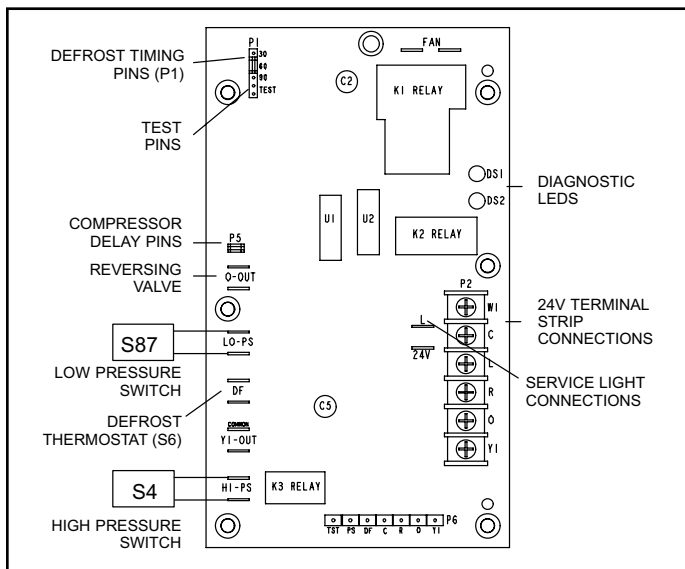 DEFROST TIMING
PINS (P1)
TEST
PINS
COMPRESSOR
DELAY PINS
REVERSING
VALVE
S87
LOW PRESSURE
SWITCH
DEFROST
THERMOSTAT (S6)
S4
HIGH PRESSURE
SWITCH
P1
30
60
90
TEST
C2
FAN
K1 RELAY
DS1
DS2
U1
U2
K2 RELAY
P5
O-OUT
LO-PS
DF
COMMON
Y1-OUT
HI-PS
C5
K3 RELAY
L
24V
P2
W1
C
L
R
O
Y1
TST PS DF C R O Y1
P6
DIAGNOSTIC
LEDS
24V TERMINAL
STRIP
CONNECTIONS
SERVICE LIGHT
CONNECTIONS